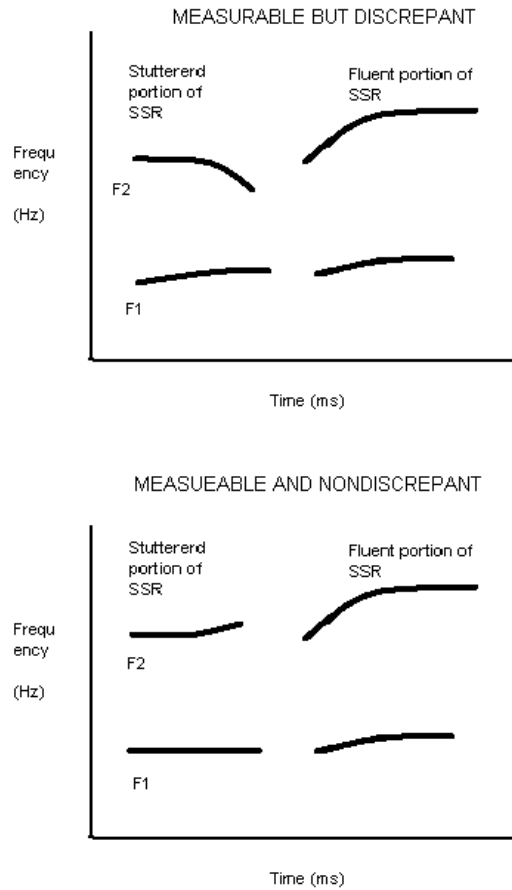 MEASURABLE BUT DISCREPANT
Stuttererd
portion of
SSR
Fluent portion of
SSR
Frequ
ency
(Hz)
F2
F1
Time (ms)
MEASUEABLE AND NONDISCREPANT
Stuttererd
portion of
SSR
Fluent portion of
SSR
Frequ
ency
(Hz)
F2
F1
Time (ms)